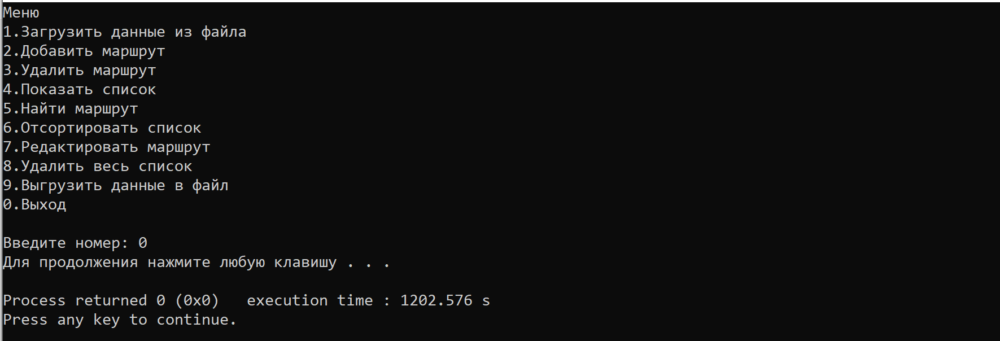 Меню
1.Загрузить данные из файла
2.Добавить маршрут
3.Удалить маршрут
4.Показать список
5.Найти маршрут
6.Отсортировать список
7.Редактировать маршрут
8.Удалить весь список
9.Выгрузить данные в файл
0.Выход
Введите номер: 0
Для продолжения нажмите любую клавишу . . .
Process returned 0 (0x0)   execution time : 1202.576 s
Press any key to continue.